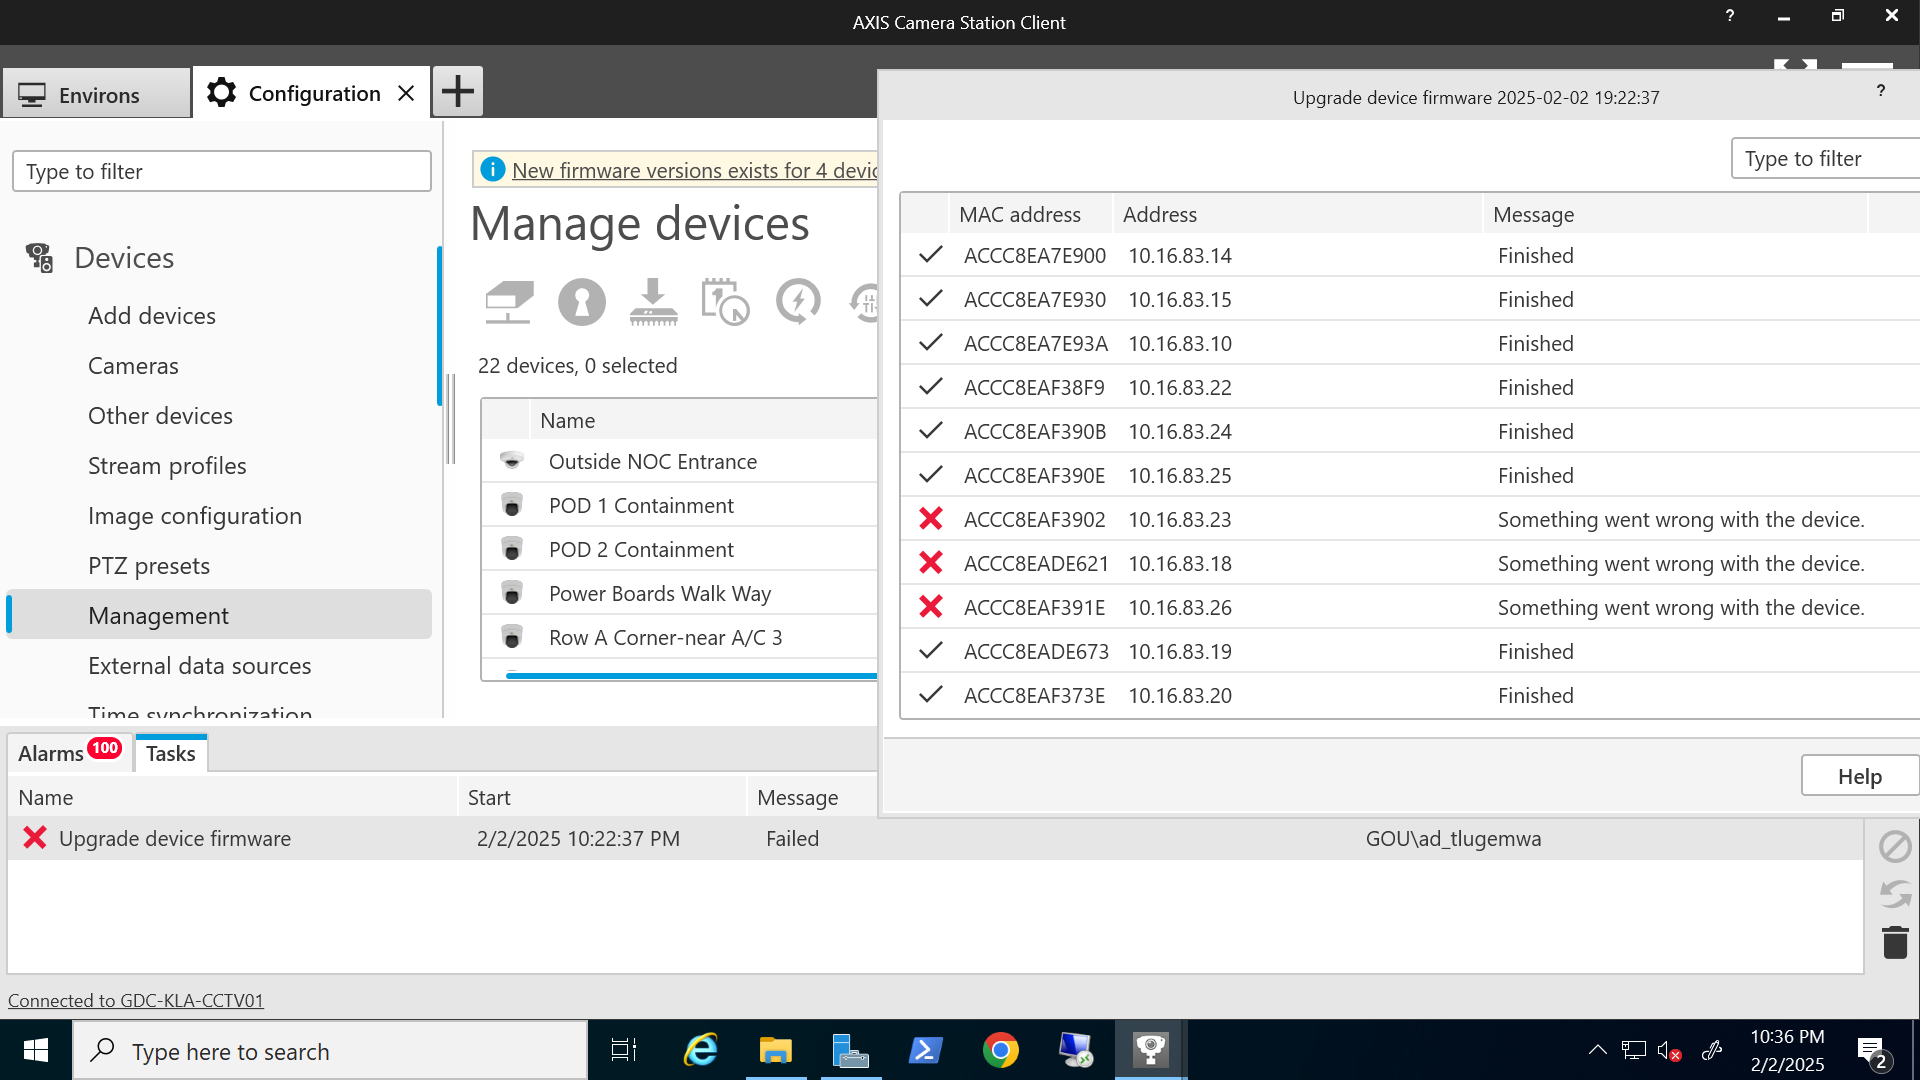 AXIS Camera Station Client
?
Environs
Configuration
Type to filter
Devices
Add devices
Cameras
Other devices
Stream profiles
Image configuration
PTZ presets
Management
External data sources
Time synchronization
New firmware versions exists for 4 devic
Manage devices
22 devices, 0 selected
Name
Outside NOC Entrance
POD 1 Containment
POD 2 Containment
Power Boards Walk Way
Row A Corner-near A/C 3
Upgrade device firmware 2025-02-02 19:22:37
?
Type to filter
MAC address Address Message
ACCC8EA7E900 10.16.83.14 Finished
ACCC8EA7E930 10.16.83.15 Finished
ACCC8EA7E93A 10.16.83.10 Finished
ACCC8EAF38F9 10.16.83.22 Finished
ACCC8EAF390B 10.16.83.24 Finished
ACCC8EAF390E 10.16.83.25 Finished
ACCC8EAF3902 10.16.83.23 Something went wrong with the device.
ACCC8EADE621 10.16.83.18 Something went wrong with the device.
ACCC8EAF391E 10.16.83.26 Something went wrong with the device.
ACCC8EADE673 10.16.83.19 Finished
ACCC8EAF373E 10.16.83.20 Finished
Help
Alarms 100 Tasks
Name Start Message
Upgrade device firmware 2/2/2025 10:22:37 PM Failed GOU\ad_tlugemwa
Connected to GDC-KLA-CCTV01
Type here to search
10:36 PM
2/2/2025
2